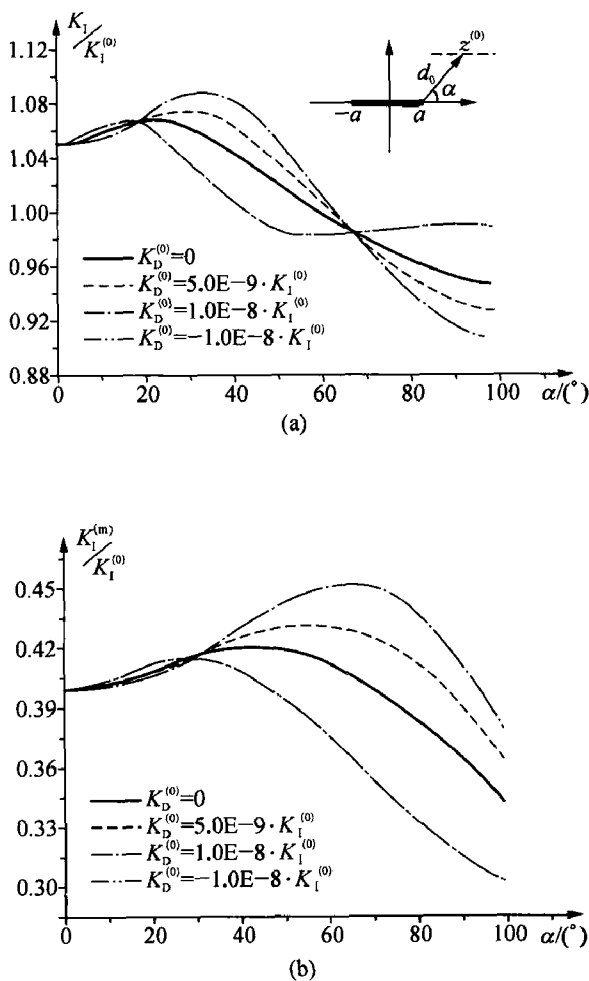 K_I / K_I^(0)
1.12
1.08
1.04
1.00
0.96
0.92
0.88
z^(0)
d_0
α
−a
a
K_D^(0)=0
K_D^(0)=5.0E−9·K_I^(0)
K_D^(0)=1.0E−8·K_I^(0)
K_D^(0)=−1.0E−8·K_I^(0)
0 20 40 60 80 100 α/(°)
(a)
K_I^(m) / K_I^(0)
0.45
0.42
0.39
0.36
0.33
0.30
K_D^(0)=0
K_D^(0)=5.0E−9·K_I^(0)
K_D^(0)=1.0E−8·K_I^(0)
K_D^(0)=−1.0E−8·K_I^(0)
0 20 40 60 80 100 α/(°)
(b)